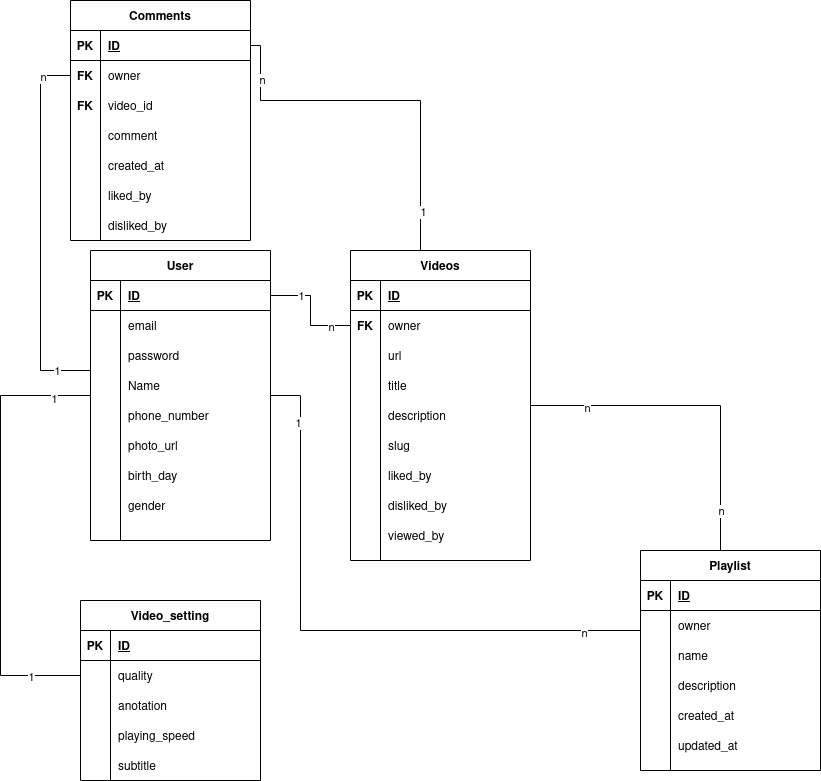 Comments
PK ID
FK owner
FK video_id
comment
created_at
liked_by
disliked_by
n
n
1
1
User
PK ID
email
password
Name
phone_number
photo_url
birth_day
gender
1
n
1
1
n
Videos
PK ID
FK owner
url
title
description
slug
liked_by
disliked_by
viewed_by
n
n
Playlist
PK ID
owner
name
description
created_at
updated_at
Video_setting
PK ID
quality
anotation
playing_speed
subtitle
1